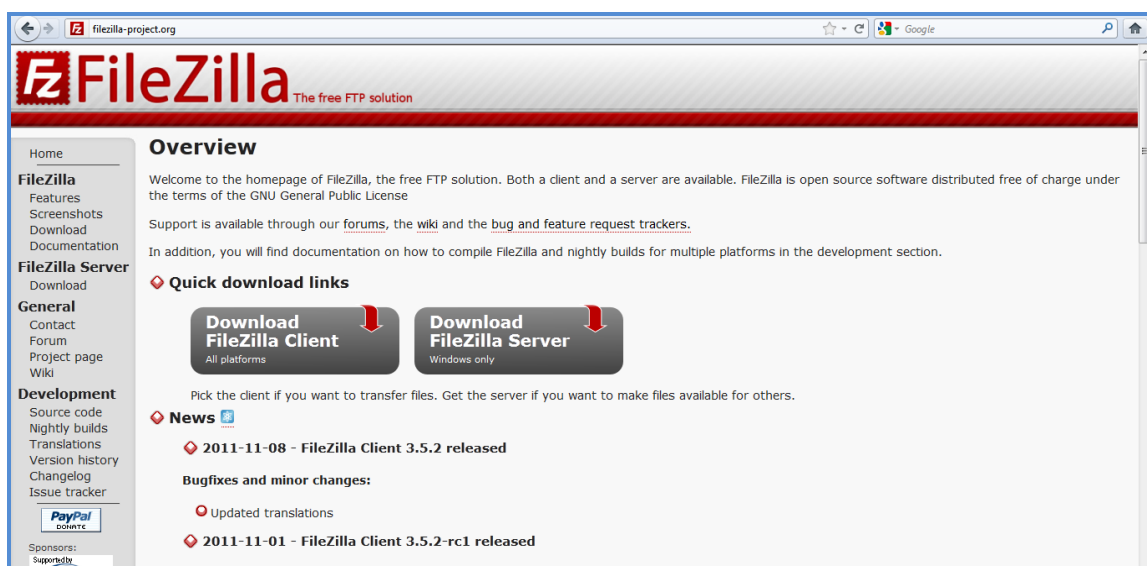 filezilla-project.org
Google
Fz FileZilla The free FTP solution
Home
FileZilla
Features
Screenshots
Download
Documentation
FileZilla Server
Download
General
Contact
Forum
Project page
Wiki
Development
Source code
Nightly builds
Translations
Version history
Changelog
Issue tracker
PayPal
DONATE
Sponsors:
Supported by
Overview
Welcome to the homepage of FileZilla, the free FTP solution. Both a client and a server are available. FileZilla is open source software distributed free of charge under
the terms of the GNU General Public License
Support is available through our forums, the wiki and the bug and feature request trackers.
In addition, you will find documentation on how to compile FileZilla and nightly builds for multiple platforms in the development section.
Quick download links
Download
FileZilla Client
All platforms
Download
FileZilla Server
Windows only
Pick the client if you want to transfer files. Get the server if you want to make files available for others.
News
2011-11-08 - FileZilla Client 3.5.2 released
Bugfixes and minor changes:
Updated translations
2011-11-01 - FileZilla Client 3.5.2-rc1 released